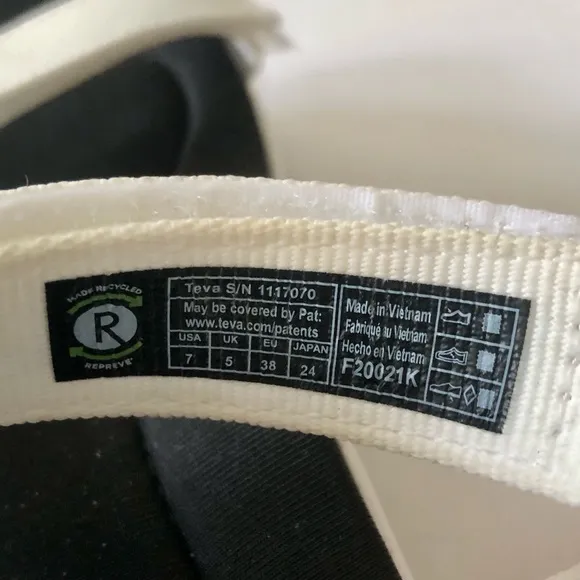 MADE RECYCLED
R
REPREVE®
Teva S/N 1117070
May be covered by Pat:
www.teva.com/patents
USA UK EU JAPAN
7 5 38 24
Made in Vietnam
Fabriqué su Vietnam
Hecho en Vietnam
F20021K